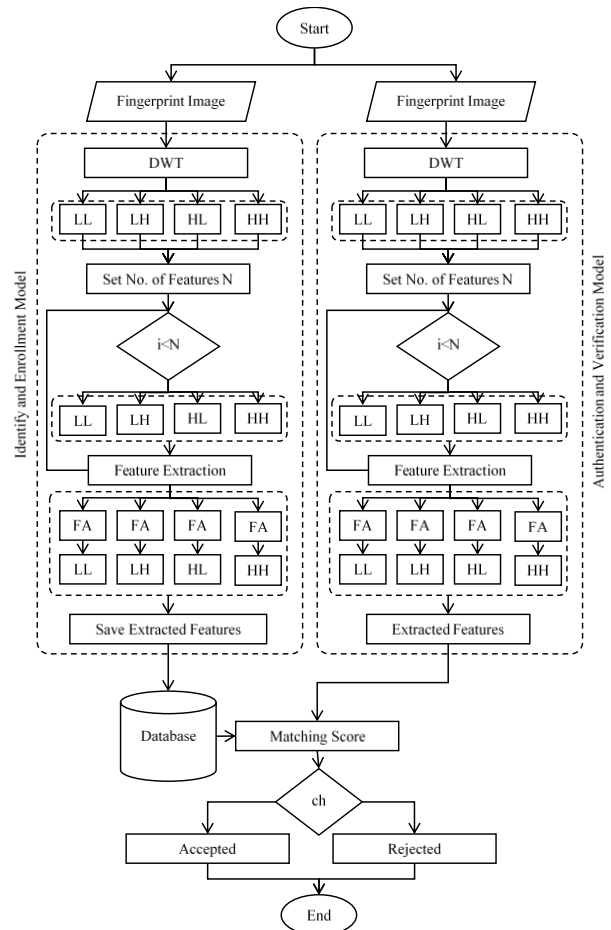 Start
Fingerprint Image
DWT
LL LH HL HH
Set No. of Features N
i<N
LL LH HL HH
Feature Extraction
FA FA FA FA
LL LH HL HH
Save Extracted Features
Identify and Enrollment Model
Fingerprint Image
DWT
LL LH HL HH
Set No. of Features N
i<N
LL LH HL HH
Feature Extraction
FA FA FA FA
LL LH HL HH
Extracted Features
Authentication and Verification Model
Database
Matching Score
ch
Accepted
Rejected
End